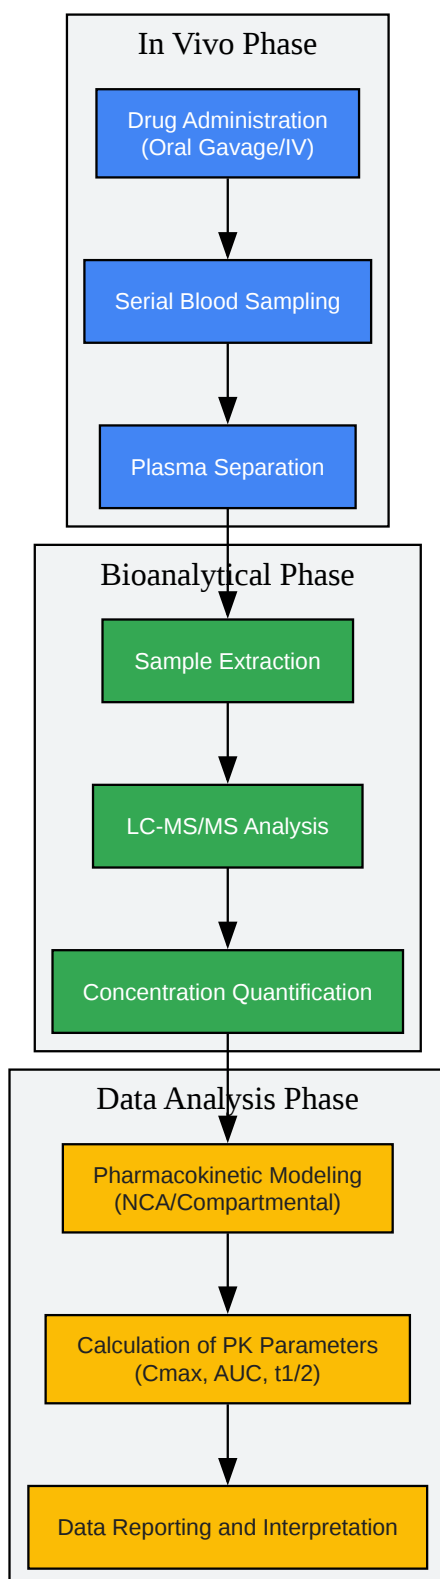 In Vivo Phase
Drug Administration
(Oral Gavage/IV)
Serial Blood Sampling
Plasma Separation
Bioanalytical Phase
Sample Extraction
LC-MS/MS Analysis
Concentration Quantification
Data Analysis Phase
Pharmacokinetic Modeling
(NCA/Compartmental)
Calculation of PK Parameters
(Cmax, AUC, t1/2)
Data Reporting and Interpretation